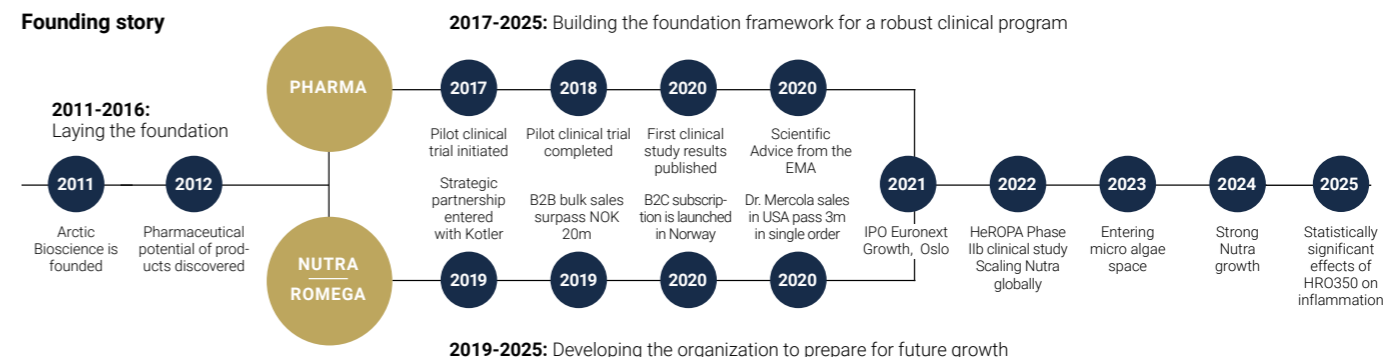 Founding story
2017-2025: Building the foundation framework for a robust clinical program
PHARMA
2017
2018
2020
2020
2011-2016:
Laying the foundation
Pilot clinical
trial initiated
Pilot clinical trial
completed
First clinical
study results
published
Scientific
Advice from the
EMA
2011
2012
Arctic
Bioscience is
founded
Pharmaceutical
potential of prod-
ucts discovered
Strategic
partnership
entered
with Kotler
B2B bulk sales
surpass NOK
20m
B2C subscrip-
tion is launched
in Norway
Dr. Mercola sales
in USA pass 3m
in single order
NUTRA
ROMEGA
2019
2019
2020
2020
2021
2022
2023
2024
2025
IPO Euronext
Growth, Oslo
HeROPA Phase
IIb clinical study
Scaling Nutra
globally
Entering
micro algae
space
Strong
Nutra
growth
Statistically
significant
effects of
HRO350 on
inflammation
2019-2025: Developing the organization to prepare for future growth